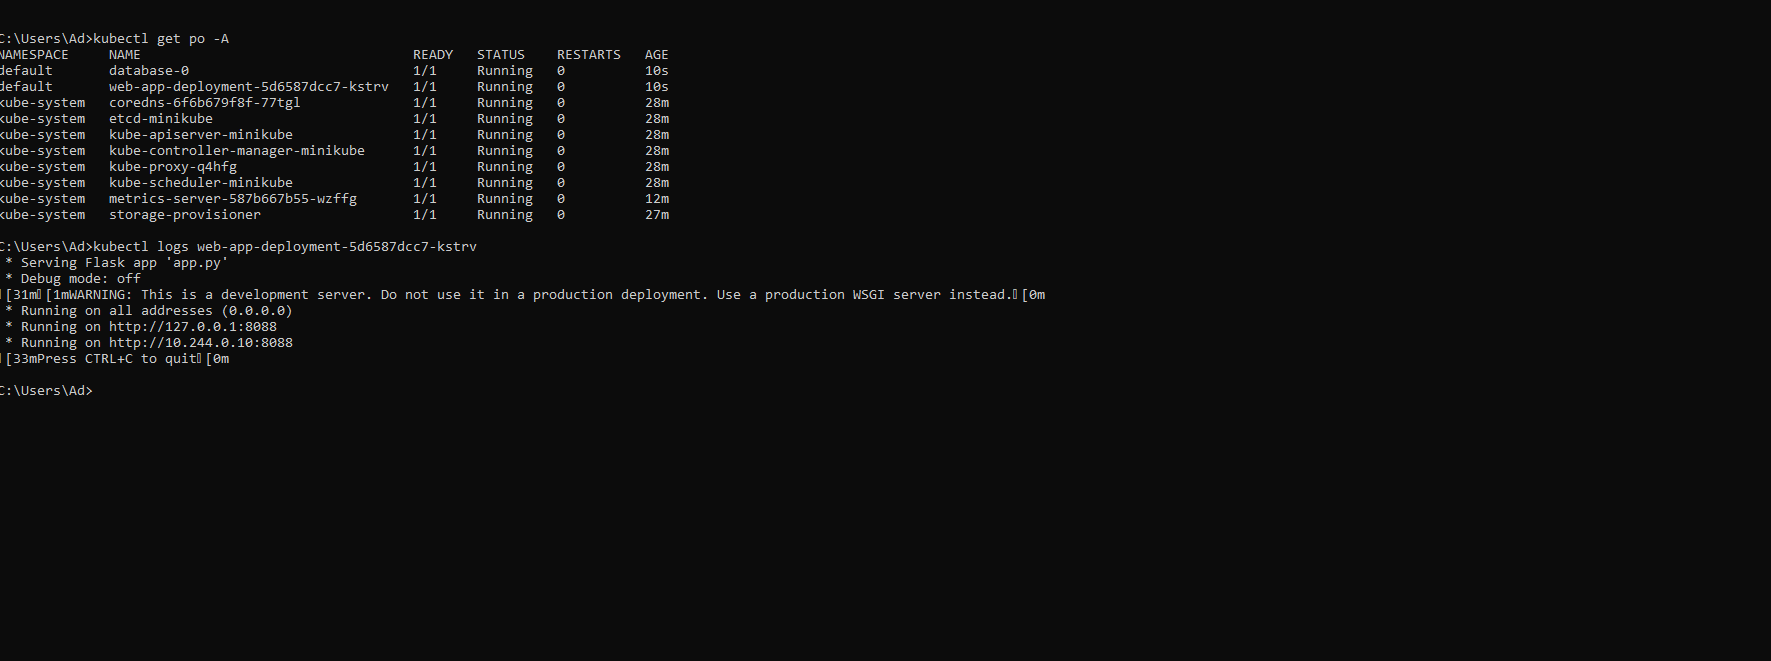 C:\Users\Ad>kubectl get po -A
NAMESPACE     NAME                                  READY   STATUS    RESTARTS   AGE
default       database-0                            1/1     Running   0          10s
default       web-app-deployment-5d6587dcc7-kstrv   1/1     Running   0          10s
kube-system   coredns-6f6b679f8f-77tgl              1/1     Running   0          28m
kube-system   etcd-minikube                         1/1     Running   0          28m
kube-system   kube-apiserver-minikube               1/1     Running   0          28m
kube-system   kube-controller-manager-minikube      1/1     Running   0          28m
kube-system   kube-proxy-q4hfg                      1/1     Running   0          28m
kube-system   kube-scheduler-minikube               1/1     Running   0          28m
kube-system   metrics-server-587b667b55-wzffg       1/1     Running   0          12m
kube-system   storage-provisioner                   1/1     Running   0          27m
C:\Users\Ad>kubectl logs web-app-deployment-5d6587dcc7-kstrv
 * Serving Flask app 'app.py'
 * Debug mode: off
[31m[1mWARNING: This is a development server. Do not use it in a production deployment. Use a production WSGI server instead.[0m
 * Running on all addresses (0.0.0.0)
 * Running on http://127.0.0.1:8088
 * Running on http://10.244.0.10:8088
[33mPress CTRL+C to quit[0m
C:\Users\Ad>